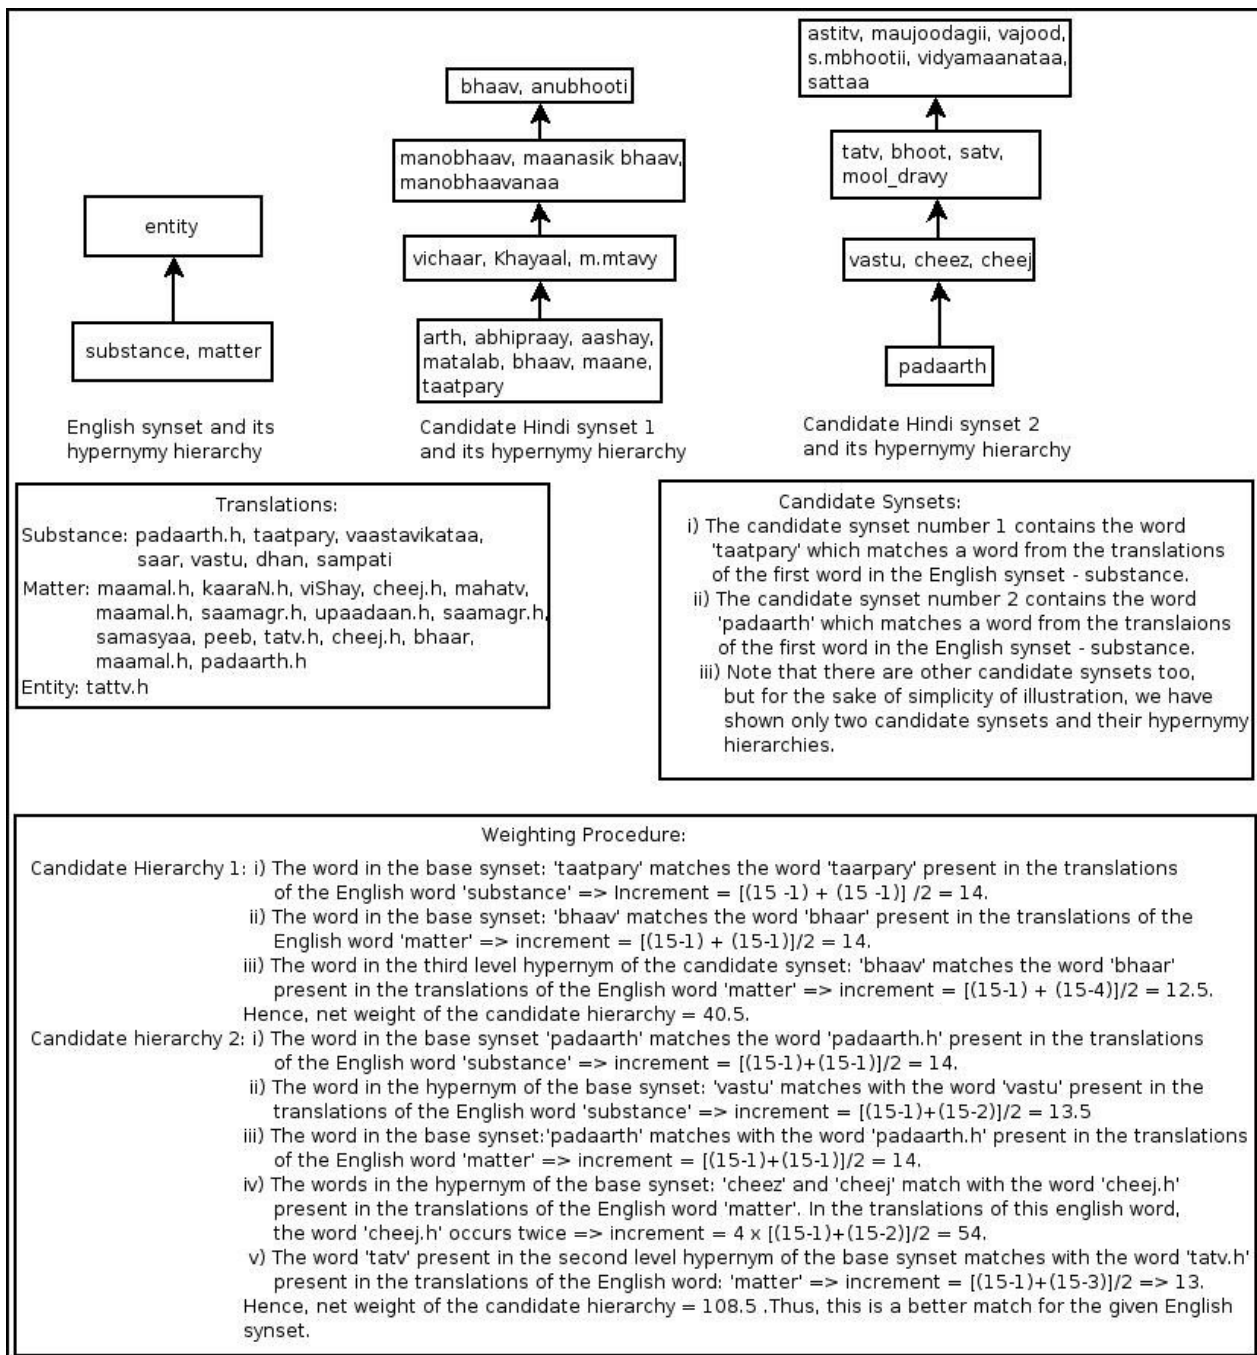 entity
substance, matter
English synset and its
hypernymy hierarchy
bhaav, anubhooti
manobhaav, maanasik bhaav,
manobhaavanaa
vichaar, Khayaal, m.mtavy
arth, abhipraay, aashay,
matalab, bhaav, maane,
taatpary
Candidate Hindi synset 1
and its hypernymy hierarchy
astitv, maujoodagii, vajood,
s.mbhootii, vidyamaanataa,
sattaa
tatv, bhoot, satv,
mool_dravy
vastu, cheez, cheej
padaarth
Candidate Hindi synset 2
and its hypernymy hierarchy
Translations:
Substance: padaarth.h, taatpary, vaastavikataa,
saar, vastu, dhan, sampati
Matter: maamal.h, kaaraN.h, viShay, cheej.h, mahatv,
maamal.h, saamagr.h, upaadaan.h, saamagr.h,
samasyaa, peeb, tatv.h, cheej.h, bhaar,
maamal.h, padaarth.h
Entity: tattv.h
Candidate Synsets:
i) The candidate synset number 1 contains the word
'taatpary' which matches a word from the translations
of the first word in the English synset - substance.
ii) The candidate synset number 2 contains the word
'padaarth' which matches a word from the translaions
of the first word in the English synset - substance.
iii) Note that there are other candidate synsets too,
but for the sake of simplicity of illustration, we have
shown only two candidate synsets and their hypernymy
hierarchies.
Weighting Procedure:
Candidate Hierarchy 1: i) The word in the base synset: 'taatpary' matches the word 'taarpary' present in the translations
of the English word 'substance' => Increment = [(15 -1) + (15 -1)] /2 = 14.
ii) The word in the base synset: 'bhaav' matches the word 'bhaar' present in the translations of the
English word 'matter' => increment = [(15-1) + (15-1)]/2 = 14.
iii) The word in the third level hypernym of the candidate synset: 'bhaav' matches the word 'bhaar'
present in the translations of the English word 'matter' => increment = [(15-1) + (15-4)]/2 = 12.5.
Hence, net weight of the candidate hierarchy = 40.5.
Candidate hierarchy 2: i) The word in the base synset 'padaarth' matches the word 'padaarth.h' present in the translations
of the English word 'substance' => increment = [(15-1)+(15-1)]/2 = 14.
ii) The word in the hypernym of the base synset: 'vastu' matches with the word 'vastu' present in the
translations of the English word 'substance' => increment = [(15-1)+(15-2)]/2 = 13.5
iii) The word in the base synset:'padaarth' matches with the word 'padaarth.h' present in the translations
of the English word 'matter' => increment = [(15-1)+(15-1)]/2 = 14.
iv) The words in the hypernym of the base synset: 'cheez' and 'cheej' match with the word 'cheej.h'
present in the translations of the English word 'matter'. In the translations of this english word,
the word 'cheej.h' occurs twice => increment = 4 x [(15-1)+(15-2)]/2 = 54.
v) The word 'tatv' present in the second level hypernym of the base synset matches with the word 'tatv.h'
present in the translations of the English word: 'matter' => increment = [(15-1)+(15-3)]/2 => 13.
Hence, net weight of the candidate hierarchy = 108.5 .Thus, this is a better match for the given English
synset.